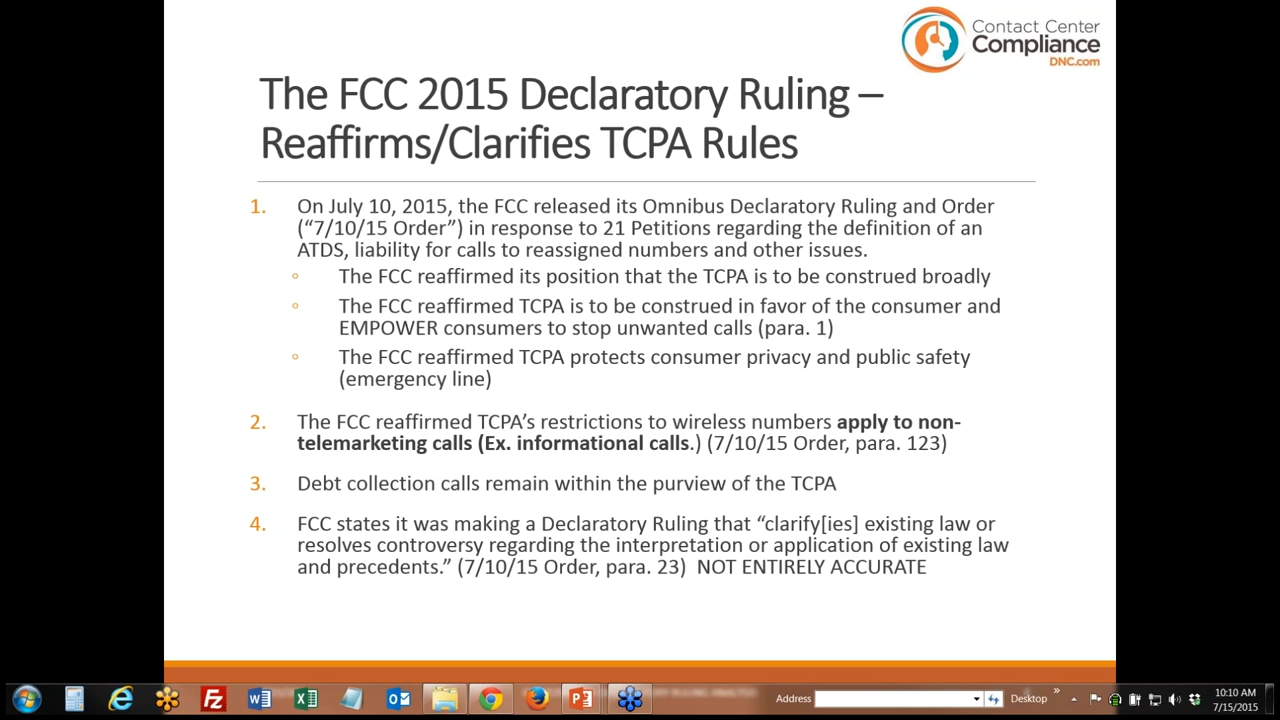 Contact Center
Compliance
DNC.com
The FCC 2015 Declaratory Ruling –
Reaffirms/Clarifies TCPA Rules
1. On July 10, 2015, the FCC released its Omnibus Declaratory Ruling and Order
(“7/10/15 Order”) in response to 21 Petitions regarding the definition of an
ATDS, liability for calls to reassigned numbers and other issues.
◦ The FCC reaffirmed its position that the TCPA is to be construed broadly
◦ The FCC reaffirmed TCPA is to be construed in favor of the consumer and
EMPOWER consumers to stop unwanted calls (para. 1)
◦ The FCC reaffirmed TCPA protects consumer privacy and public safety
(emergency line)
2. The FCC reaffirmed TCPA’s restrictions to wireless numbers apply to non-
telemarketing calls (Ex. informational calls.) (7/10/15 Order, para. 123)
3. Debt collection calls remain within the purview of the TCPA
4. FCC states it was making a Declaratory Ruling that “clarify[ies] existing law or
resolves controversy regarding the interpretation or application of existing law
and precedents.” (7/10/15 Order, para. 23) NOT ENTIRELY ACCURATE
Address
Desktop
10:10 AM
7/15/2015